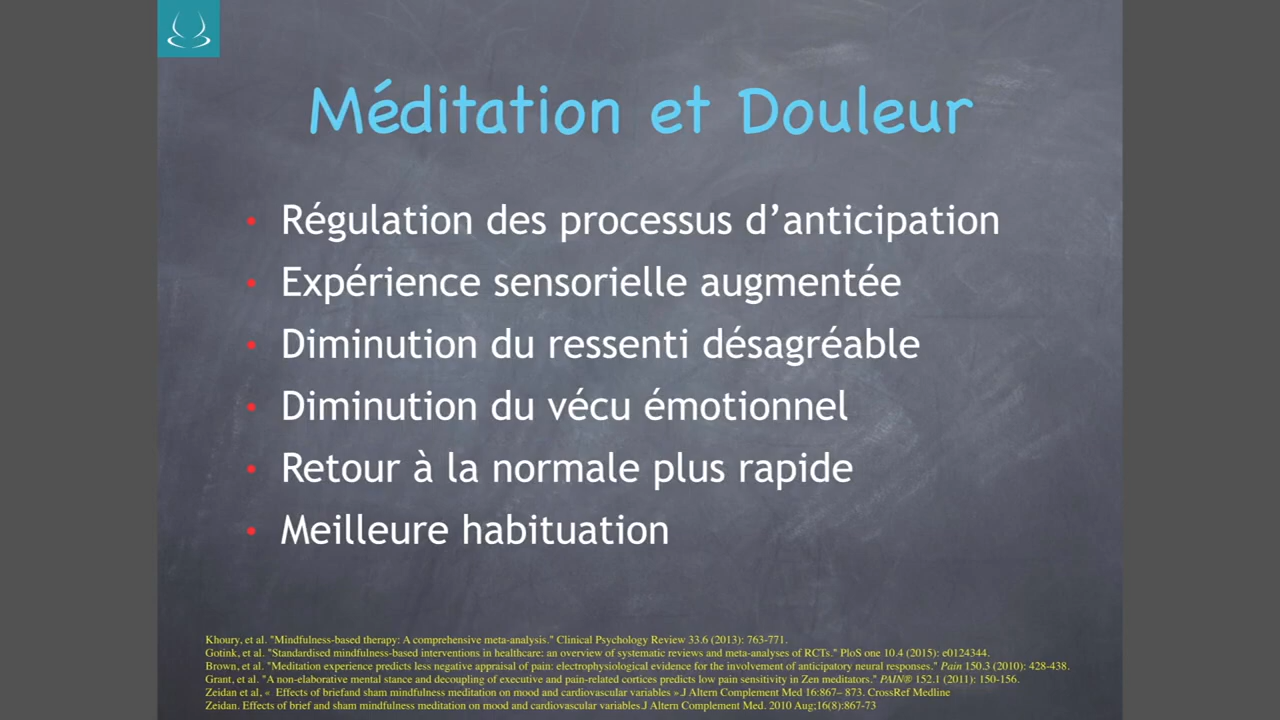 Méditation et Douleur
• Régulation des processus d’anticipation
• Expérience sensorielle augmentée
• Diminution du ressenti désagréable
• Diminution du vécu émotionnel
• Retour à la normale plus rapide
• Meilleure habituation
Khoury, et al. "Mindfulness-based therapy: A comprehensive meta-analysis." Clinical Psychology Review 33.6 (2013): 763-771.
Gotink, et al. "Standardised mindfulness-based interventions in healthcare: an overview of systematic reviews and meta-analyses of RCTs." PloS one 10.4 (2015): e0124344.
Brown, et al. "Meditation experience predicts less negative appraisal of pain: electrophysiological evidence for the involvement of anticipatory neural responses." Pain 150.3 (2010): 428-438.
Grant, et al. "A non-elaborative mental stance and decoupling of executive and pain-related cortices predicts low pain sensitivity in Zen meditators." PAIN® 152.1 (2011): 150-156.
Zeidan et al, « Effects of briefand sham mindfulness meditation on mood and cardiovascular variables ».J Altern Complement Med 16:867– 873. CrossRef Medline
Zeidan. Effects of brief and sham mindfulness meditation on mood and cardiovascular variables.J Altern Complement Med. 2010 Aug;16(8):867-73